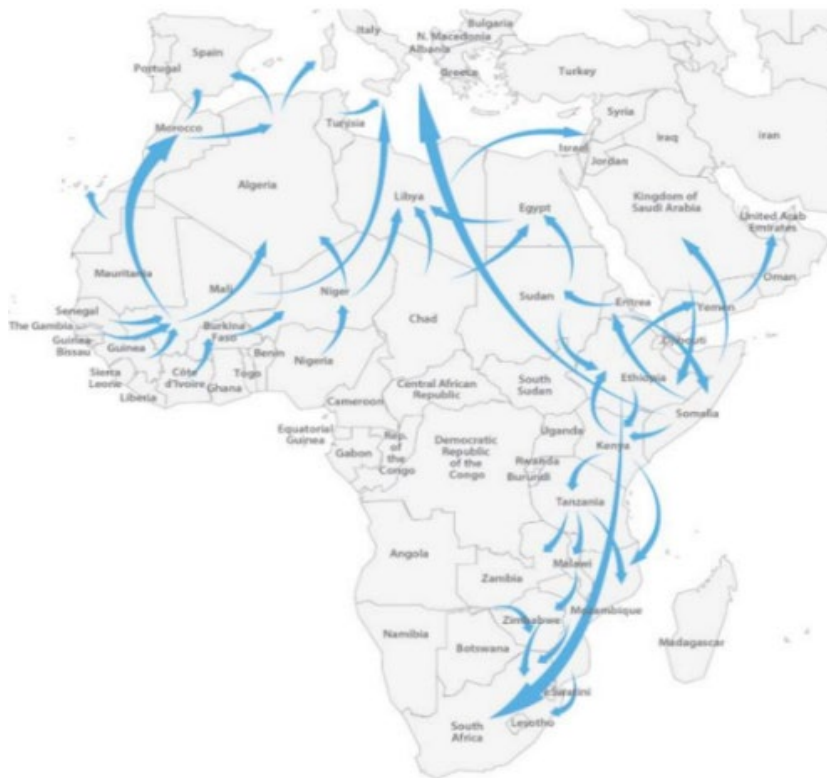 Bulgaria
Italy
N. Macedonia
Spain
Albania
Portugal
Greece
Turkey
Syria
Morocco
Tunisia
Iraq
Iran
Israel
Jordan
Algeria
Libya
Egypt
Kingdom of
Saudi Arabia
United Arab
Emirates
Mauritania
Oman
Mali
Niger
Sudan
Eritrea
Yemen
Senegal
Chad
The Gambia
Burkina
Faso
Djibouti
Guinea-
Bissau
Guinea
Benin
Nigeria
Ethiopia
Sierra
Leone
Côte
d'Ivoire
Togo
Ghana
Central African
Republic
South
Sudan
Liberia
Cameroon
Somalia
Equatorial
Guinea
Uganda
Kenya
Gabon
Rep.
of the
Congo
Democratic
Republic
of the Congo
Rwanda
Burundi
Tanzania
Angola
Malawi
Zambia
Mozambique
Zimbabwe
Namibia
Botswana
Madagascar
eSwatini
South
Africa
Lesotho